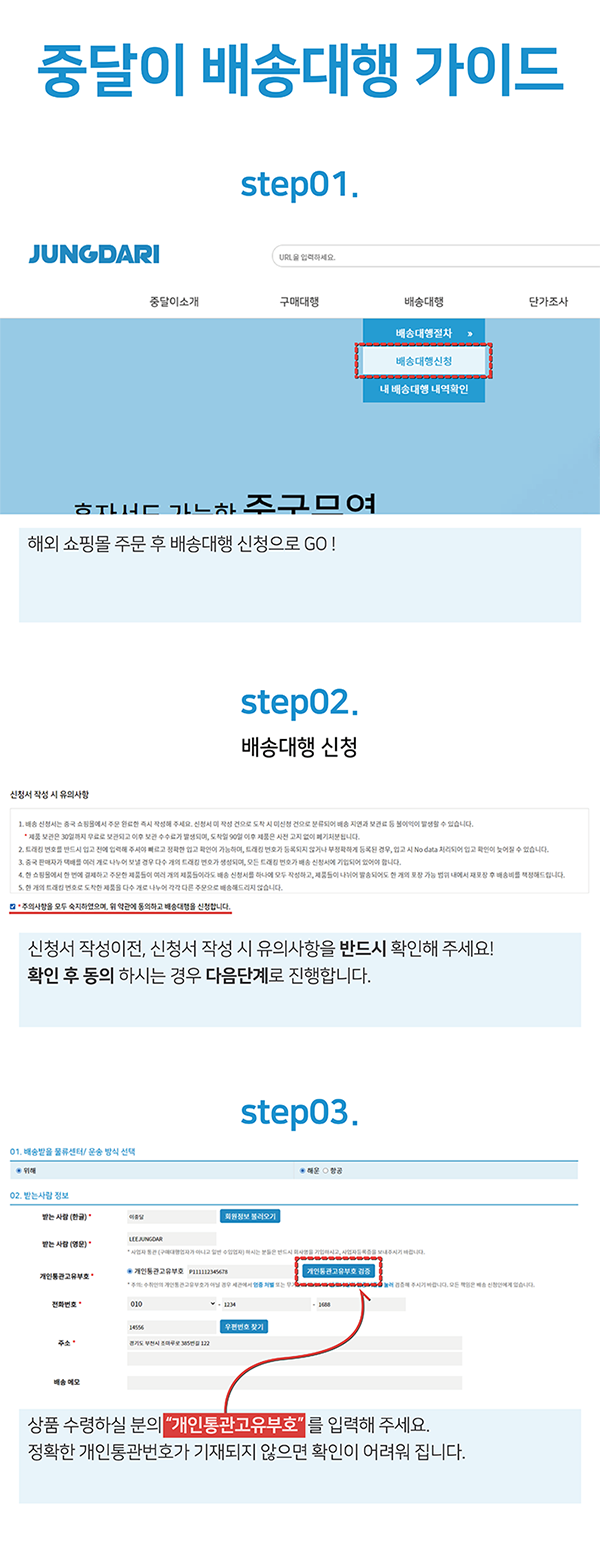 중달이 배송대행 가이드
step01.
JUNGDARI
URL을 입력하세요.
중달이소개 구매대행 배송대행 단가조사
배송대행절차 »
배송대행신청
내 배송대행 내역확인
혼자서도 가능한 중국무역
해외 쇼핑몰 주문 후 배송대행 신청으로 GO !
step02.
배송대행 신청
신청서 작성 시 유의사항
1. 배송 신청서는 중국 쇼핑몰에서 주문 완료한 즉시 작성해 주세요. 신청서 미 작성 건으로 도착 시 미신청 건으로 분류되어 배송 지연과 보관료 등 불이익이 발생할 수 있습니다.
* 제품 보관은 30일까지 무료로 보관되고 이후 보관 수수료가 발생되며, 도착일 90일 이후 제품은 사전 고지 없이 폐기처분됩니다.
2. 트래킹 번호를 반드시 입고 전에 입력해 주셔야 빠르고 정확한 입고 확인이 가능하며, 트래킹 번호가 등록되지 않거나 부정확하게 등록된 경우, 입고 시 No data 처리되어 입고 확인이 늦어질 수 있습니다.
3. 중국 판매자가 택배를 여러 개로 나누어 보낼 경우 다수 개의 트래킹 번호가 생성되며, 모든 트래킹 번호가 배송 신청서에 기입되어 있어야 합니다.
4. 한 쇼핑몰에서 한 번에 결제하고 주문한 제품들이 여러 개의 제품들이라도 배송 신청서를 하나에 모두 작성하고, 제품들이 나뉘어 발송되어도 한 개의 포장 가능 범위 내에서 재포장 후 배송비를 책정해드립니다.
5. 한 개의 트래킹 번호로 도착한 제품을 다수 개로 나누어 각각 다른 주문으로 배송해드리지 않습니다.
* 주의사항을 모두 숙지하였으며, 위 약관에 동의하고 배송대행을 신청합니다.
신청서 작성이전, 신청서 작성 시 유의사항을 반드시 확인해 주세요!
확인 후 동의 하시는 경우 다음단계로 진행합니다.
step03.
01. 배송받을 물류센터/ 운송 방식 선택
위해 해운 항공
02. 받는사람 정보
받는 사람 (한글) * 이중달 회원정보 불러오기
받는 사람 (영문) * LEEJUNGDAR
* 사업자 통관 (구매대행업자가 아니고 일반 수입업자) 하시는 분들은 반드시 회사명을 기입하시고, 사업자등록증을 보내주시기 바랍니다.
개인통관고유부호 * 개인통관고유부호 P111112345678 개인통관고유부호 검증
* 주의: 수취인의 개인통관고유부호가 아닐 경우 세관에서 엄중 처벌 또는 무기 눌러 검증해 주시기 바랍니다. 모든 책임은 배송 신청인에게 있습니다.
전화번호 * 010 - 1234 - 1688
14556 우편번호 찾기
주소 * 경기도 부천시 조마루로 385번길 122
배송 메모
상품 수령하실 분의 “개인통관고유부호” 를 입력해 주세요.
정확한 개인통관번호가 기재되지 않으면 확인이 어려워 집니다.